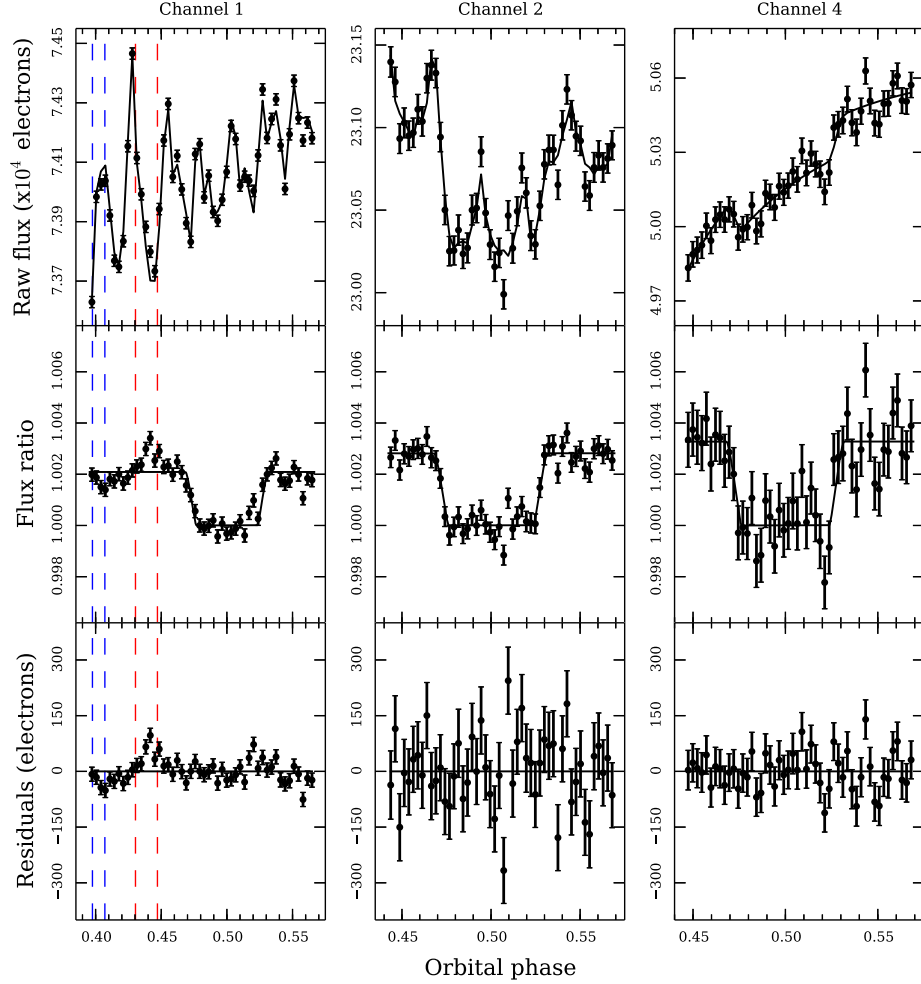 Channel 1 Channel 2 Channel 4
Raw flux (x10⁴ electrons)
7.45 7.43 7.41 7.39 7.37
23.15 23.10 23.05 23.00
5.06 5.03 5.00 4.97
Flux ratio
1.006 1.004 1.002 1.000 0.998
1.006 1.004 1.002 1.000 0.998
1.006 1.004 1.002 1.000 0.998
Residuals (electrons)
300 150 0 −150 −300
300 150 0 −150 −300
300 150 0 −150 −300
0.40 0.45 0.50 0.55 0.45 0.50 0.55 0.45 0.50 0.55
Orbital phase